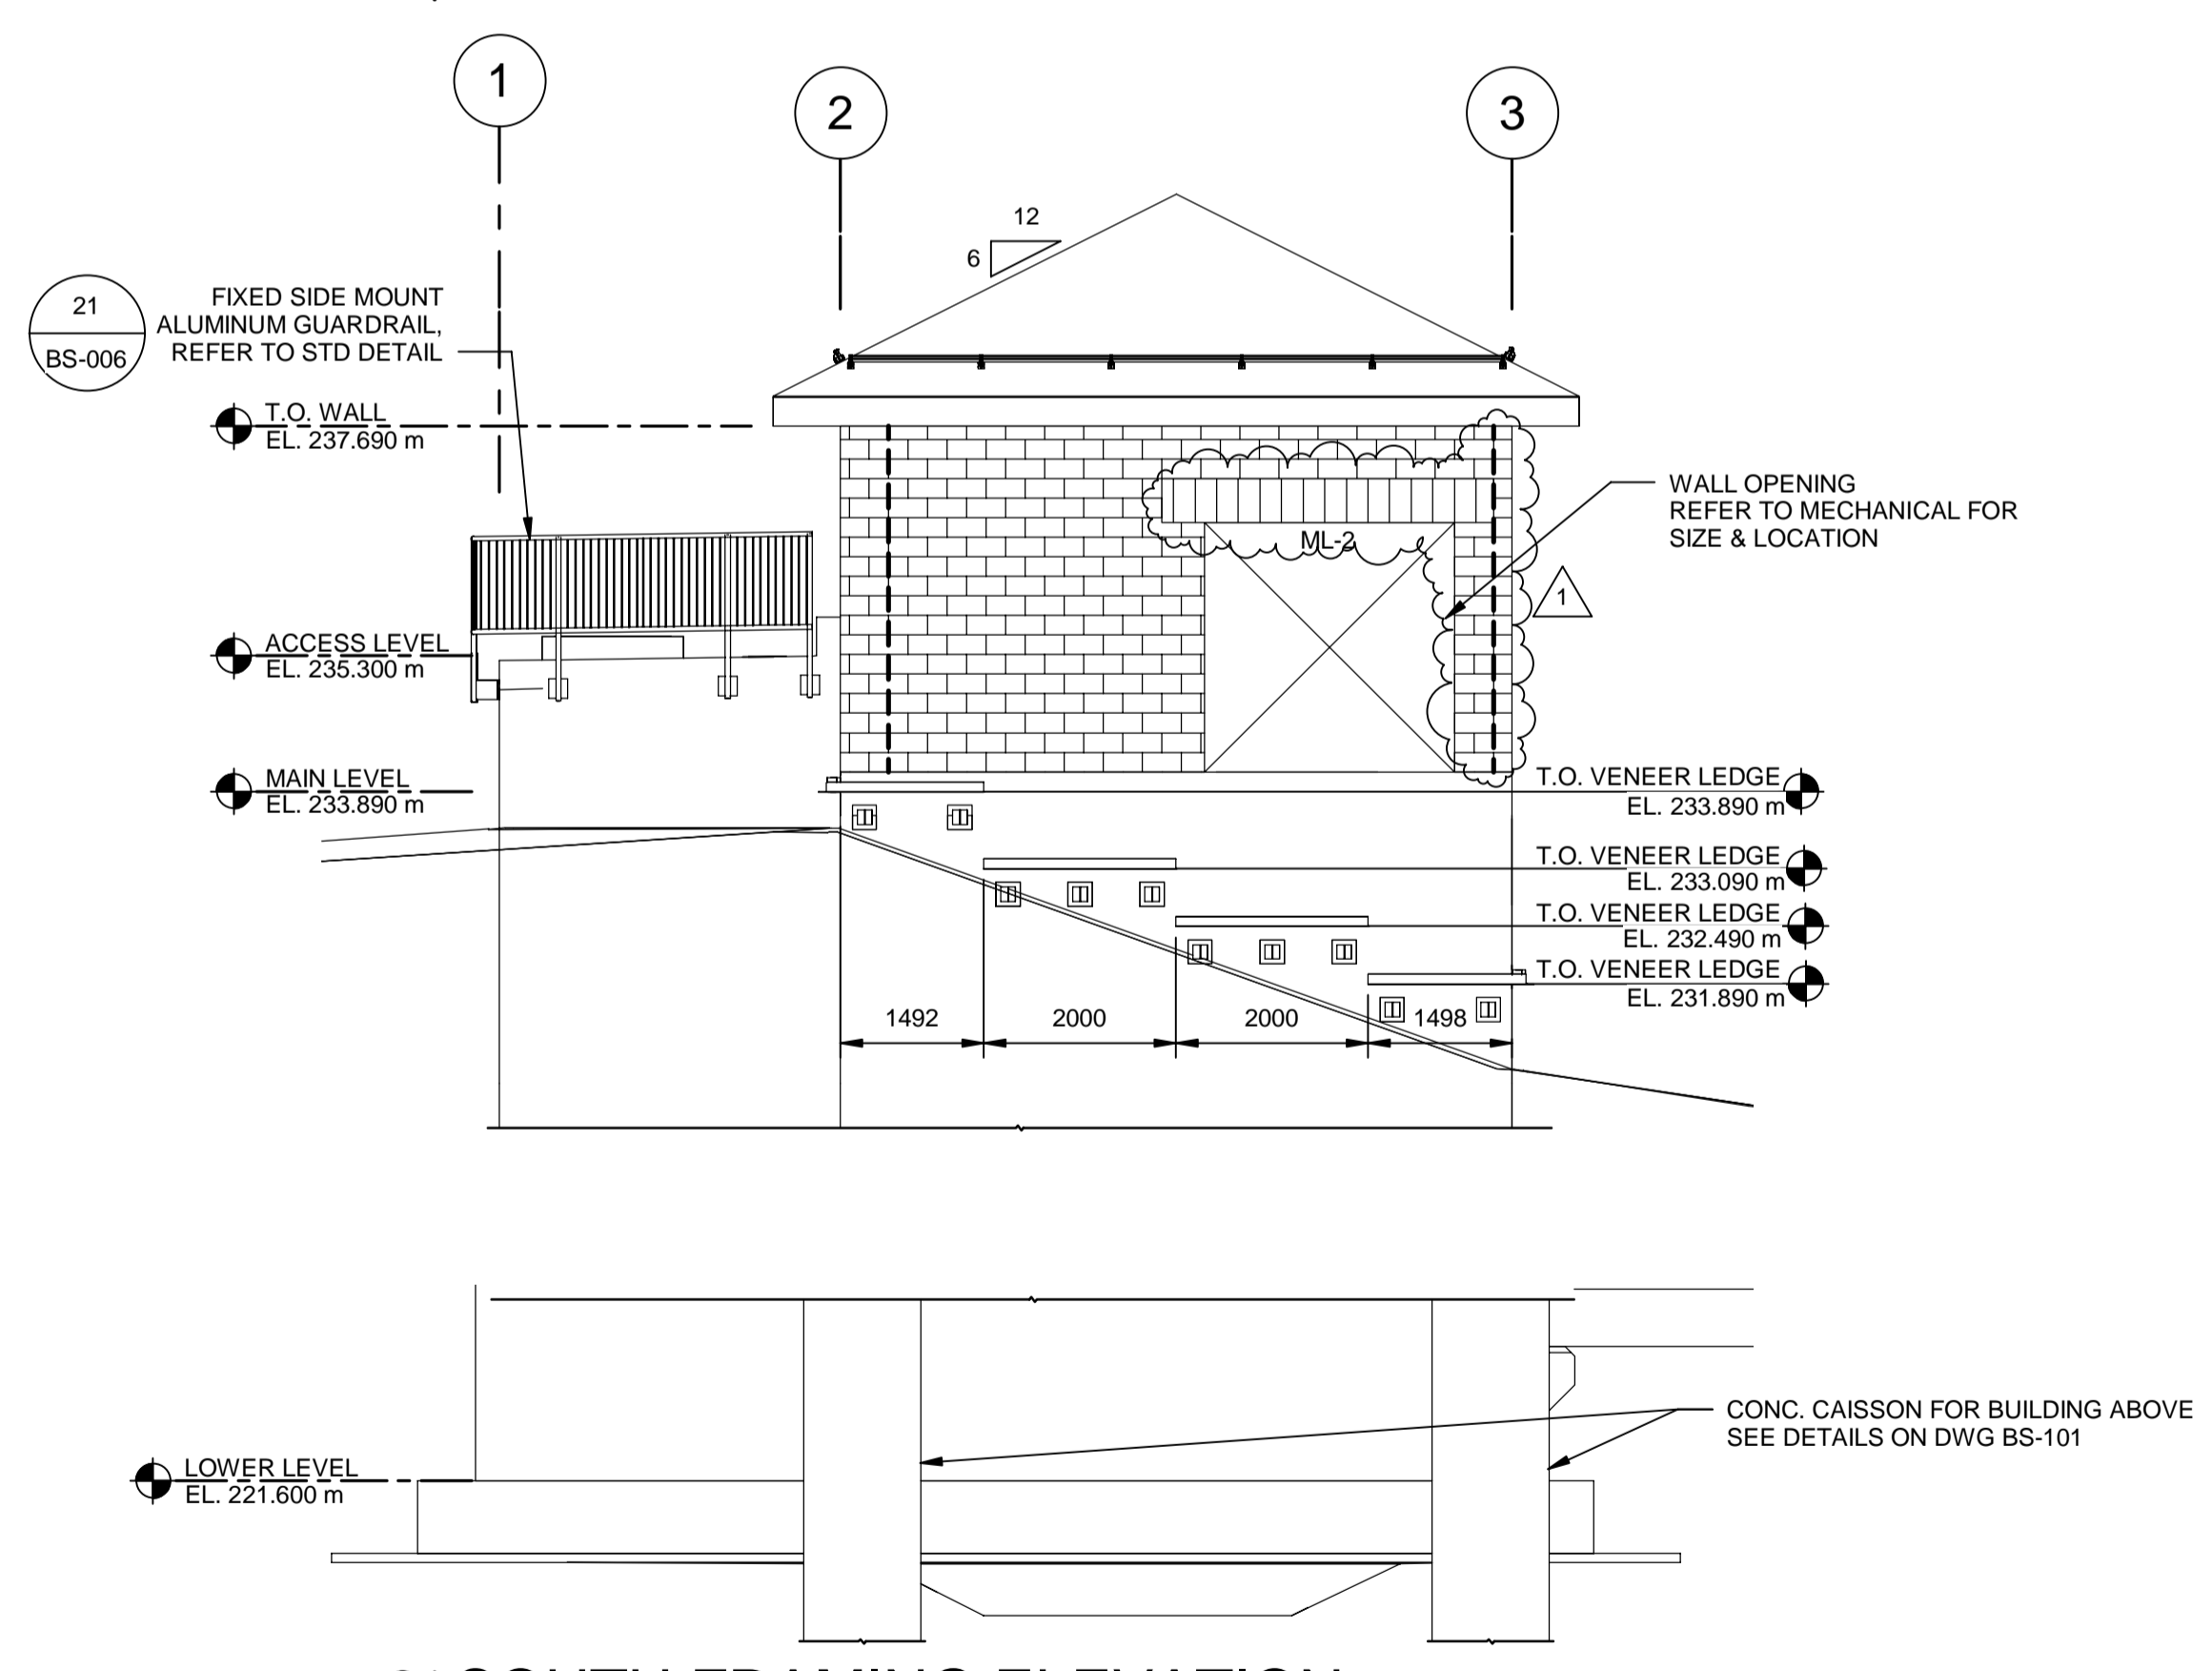 1
2
3
12
6
21
BS-006
FIXED SIDE MOUNT
ALUMINUM GUARDRAIL,
REFER TO STD DETAIL
T.O. WALL
EL. 237.690 m
WALL OPENING
REFER TO MECHANICAL FOR
SIZE & LOCATION
ML-2
1
ACCESS LEVEL
EL. 235.300 m
MAIN LEVEL
EL. 233.890 m
T.O. VENEER LEDGE
EL. 233.890 m
T.O. VENEER LEDGE
EL. 233.090 m
T.O. VENEER LEDGE
EL. 232.490 m
T.O. VENEER LEDGE
EL. 231.890 m
1492
2000
2000
1498
CONC. CAISSON FOR BUILDING ABOVE
SEE DETAILS ON DWG BS-101
LOWER LEVEL
EL. 221.600 m
SOUTH FRAMING ELEVATION